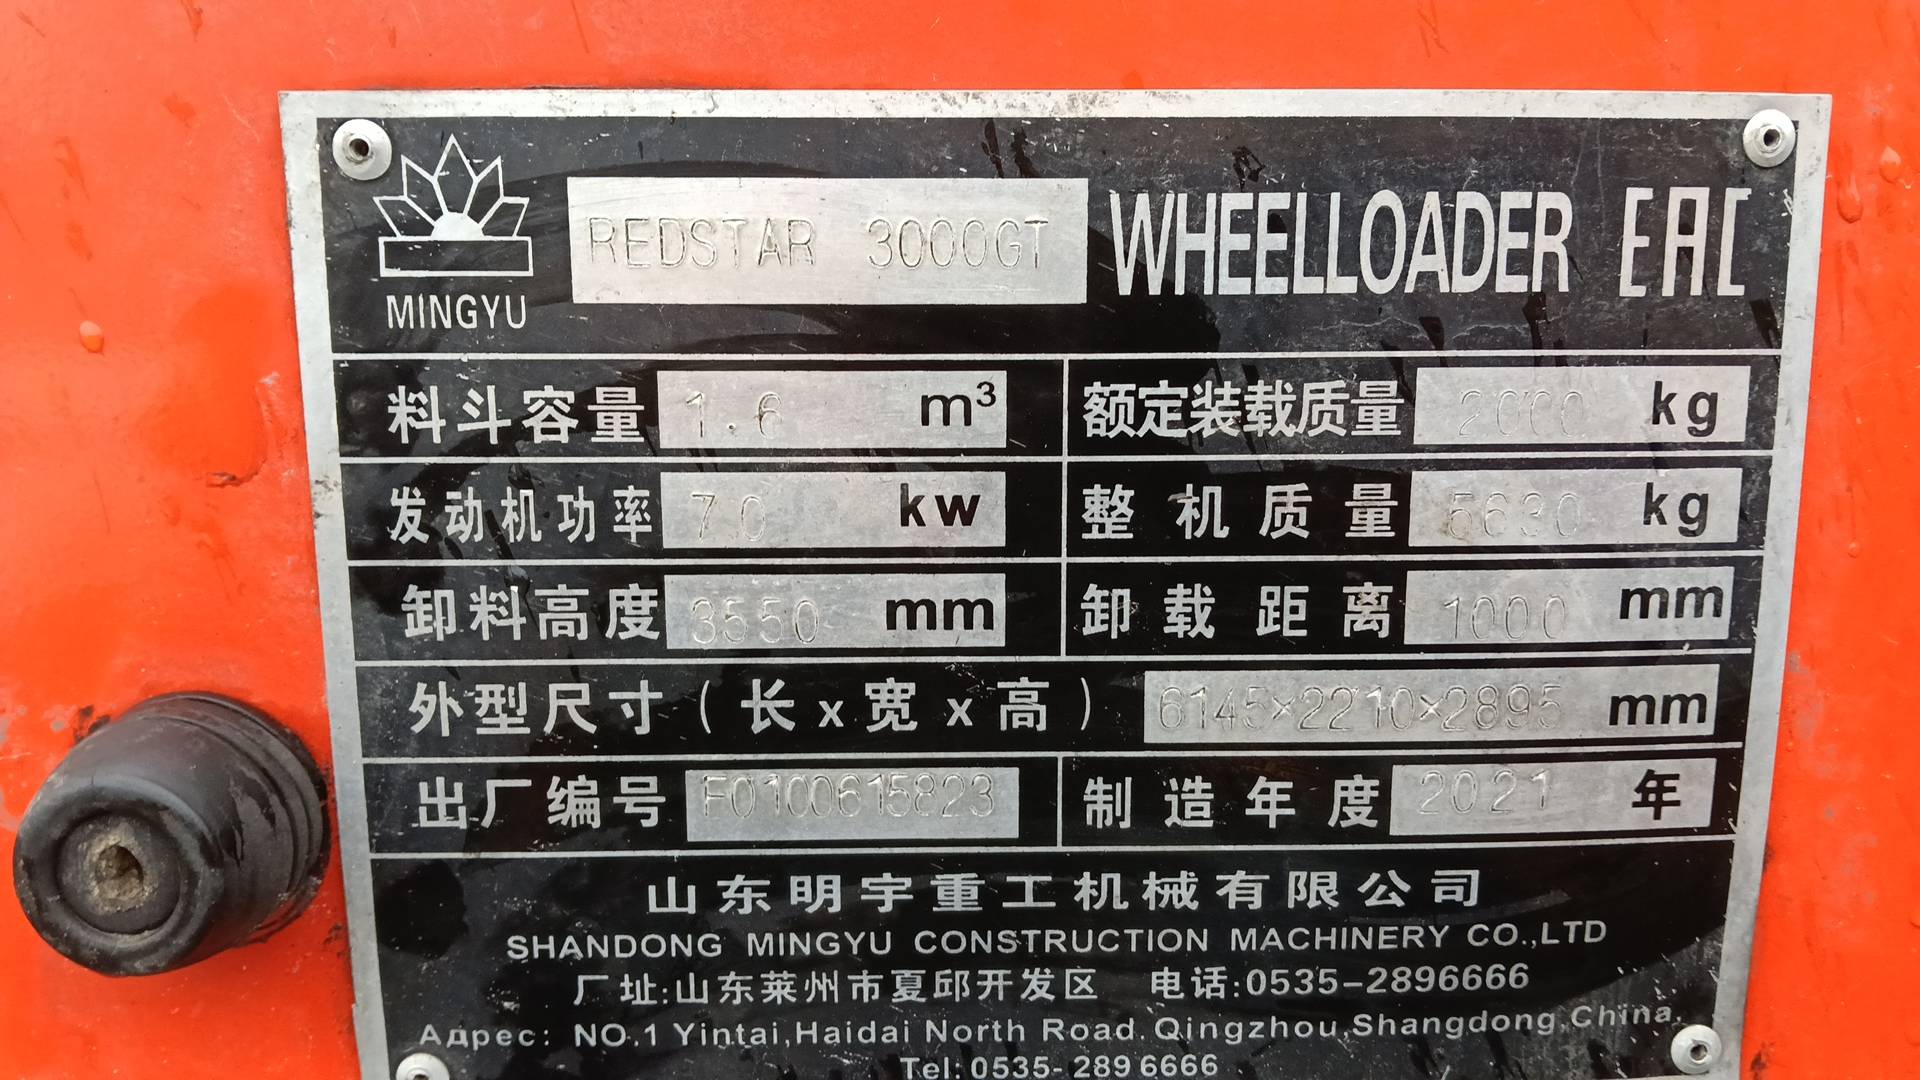 MINGYU REDSTAR 3000GT WHEELLOADER EAC
料斗容量 1.6 m³ 额定装载质量 2000 kg
发动机功率 70 kw 整机质量 5630 kg
卸料高度 3550 mm 卸载距离 1000 mm
外型尺寸(长x宽x高) 6145×2210×2895 mm
出厂编号 F0100615823 制造年度 2021 年
山东明宇重工机械有限公司
SHANDONG MINGYU CONSTRUCTION MACHINERY CO.,LTD
厂址:山东莱州市夏邱开发区 电话:0535-2896666
Адрес: NO.1 Yintai,Haidai North Road.Qingzhou,Shangdong,China.
Tel:0535-289 6666